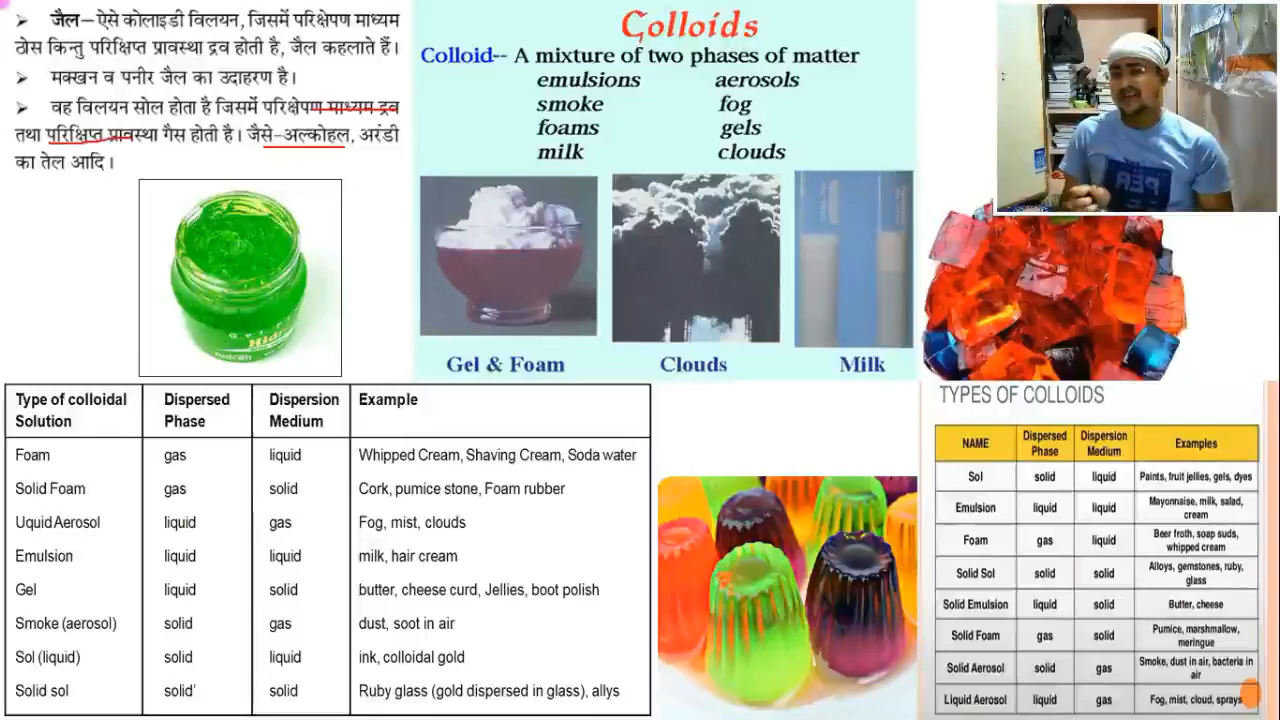 ➢ जैल– ऐसे कोलाइडी विलयन, जिसमें परिक्षेपण माध्यम
ठोस किन्तु परिक्षिप्त प्रावस्था द्रव होती है, जैल कहलाते हैं।
➢ मक्खन व पनीर जैल का उदाहरण है।
➢ वह विलयन सोल होता है जिसमें परिक्षेपण माध्यम द्रव
तथा परिक्षिप्त प्रावस्था गैस होती है। जैसे–अल्कोहल, अरंडी
का तेल आदि।
Colloids
Colloid-- A mixture of two phases of matter
emulsions aerosols
smoke fog
foams gels
milk clouds
Gel & Foam Clouds Milk
Type of colloidal Solution Dispersed Phase Dispersion Medium Example
Foam gas liquid Whipped Cream, Shaving Cream, Soda water
Solid Foam gas solid Cork, pumice stone, Foam rubber
Uquid Aerosol liquid gas Fog, mist, clouds
Emulsion liquid liquid milk, hair cream
Gel liquid solid butter, cheese curd, Jellies, boot polish
Smoke (aerosol) solid gas dust, soot in air
Sol (liquid) solid liquid ink, colloidal gold
Solid sol solid’ solid Ruby glass (gold dispersed in glass), allys
TYPES OF COLLOIDS
NAME Dispersed Phase Dispersion Medium Examples
Sol solid liquid Paints, fruit jellies, gels, dyes
Emulsion liquid liquid Mayonnaise, milk, salad, cream
Foam gas liquid Beer froth, soap suds, whipped cream
Solid Sol solid solid Alloys, gemstones, ruby, glass
Solid Emulsion liquid solid Butter, cheese
Solid Foam gas solid Pumice, marshmallow, meringue
Solid Aerosol solid gas Smoke, dust in air, bacteria in air
Liquid Aerosol liquid gas Fog, mist, cloud, sprays